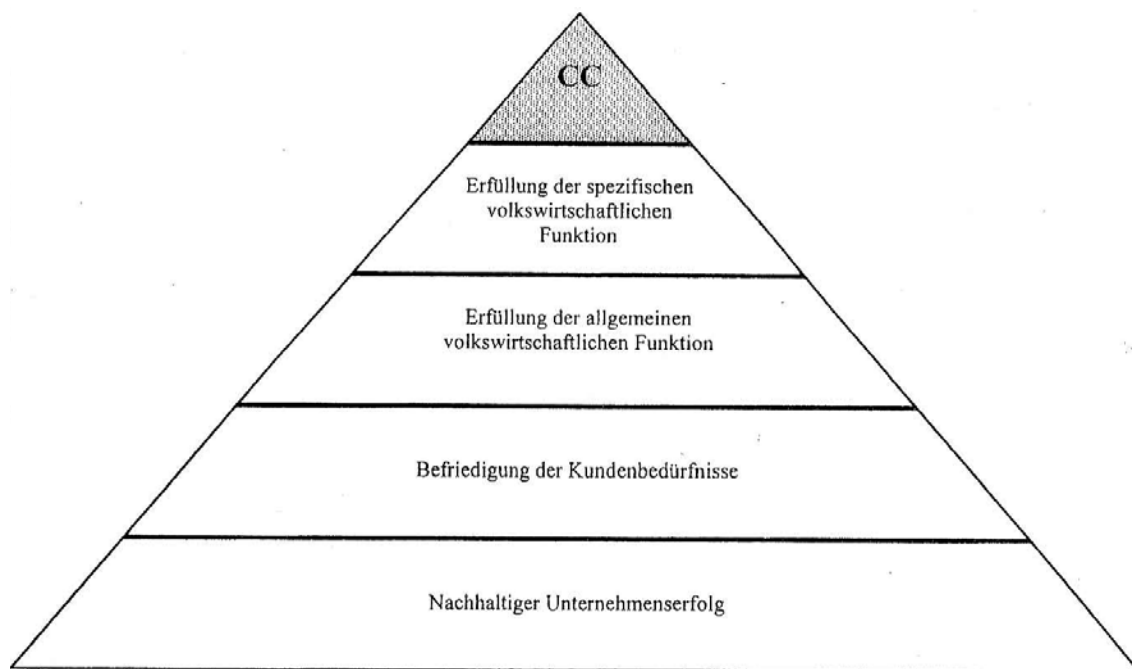 CC
Erfüllung der spezifischen
volkswirtschaftlichen
Funktion
Erfüllung der allgemeinen
volkswirtschaftlichen Funktion
Befriedigung der Kundenbedürfnisse
Nachhaltiger Unternehmenserfolg